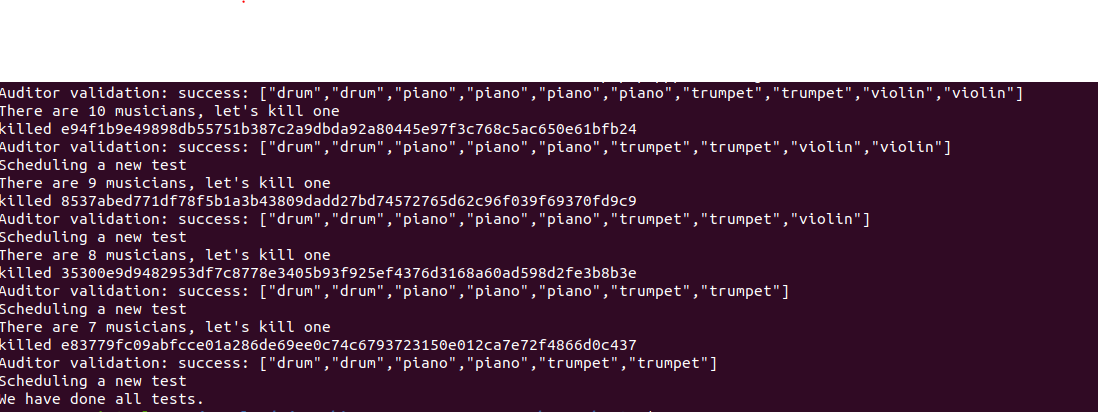 Auditor validation: success: ["drum","drum","piano","piano","piano","piano","trumpet","trumpet","violin","violin"]
There are 10 musicians, let's kill one
killed e94f1b9e49898db55751b387c2a9dbda92a80445e97f3c768c5ac650e61bfb24
Auditor validation: success: ["drum","drum","piano","piano","piano","trumpet","trumpet","violin","violin"]
Scheduling a new test
There are 9 musicians, let's kill one
killed 8537abed771df78f5b1a3b43809dadd27bd74572765d62c96f039f69370fd9c9
Auditor validation: success: ["drum","drum","piano","piano","piano","trumpet","trumpet","violin"]
Scheduling a new test
There are 8 musicians, let's kill one
killed 35300e9d9482953df7c8778e3405b93f925ef4376d3168a60ad598d2fe3b8b3e
Auditor validation: success: ["drum","drum","piano","piano","piano","trumpet","trumpet"]
Scheduling a new test
There are 7 musicians, let's kill one
killed e83779fc09abfcce01a286de69ee0c74c6793723150e012ca7e72f4866d0c437
Auditor validation: success: ["drum","drum","piano","piano","trumpet","trumpet"]
Scheduling a new test
We have done all tests.